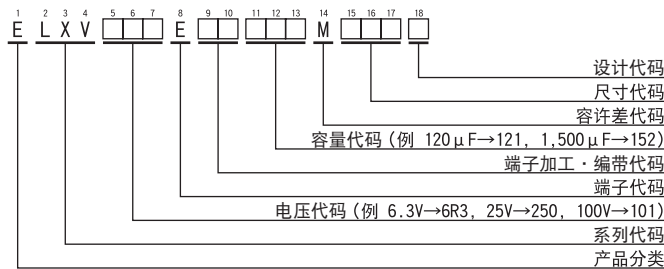 1 2 3 4 5 6 7 8 9 10 11 12 13 14 15 16 17 18
E L X V E M
设计代码
尺寸代码
容许差代码
容量代码（例 120μF→121, 1,500μF→152）
端子加工・编带代码
端子代码
电压代码（例 6.3V→6R3, 25V→250, 100V→101）
系列代码
产品分类